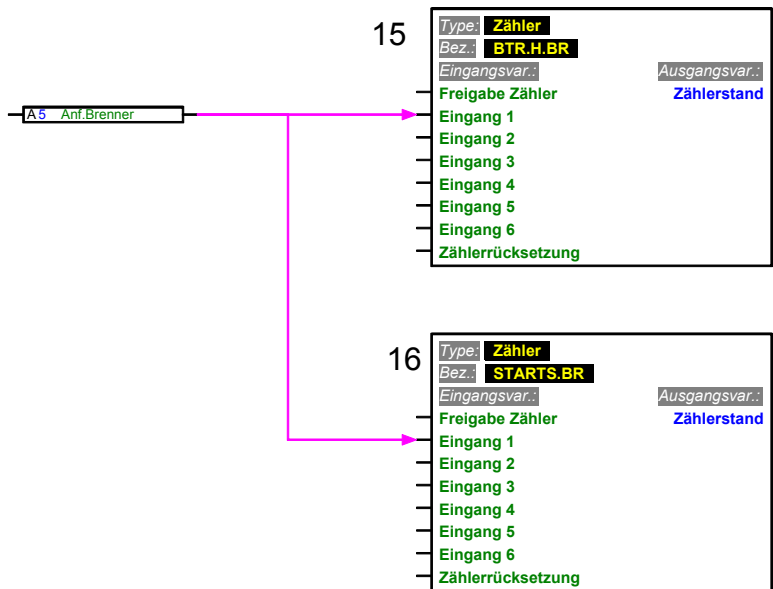 15
Type: Zähler
Bez.: BTR.H.BR
Eingangsvar.: Ausgangsvar.:
Freigabe Zähler Zählerstand
A 5 Anf.Brenner
Eingang 1
Eingang 2
Eingang 3
Eingang 4
Eingang 5
Eingang 6
Zählerrücksetzung
16
Type: Zähler
Bez.: STARTS.BR
Eingangsvar.: Ausgangsvar.:
Freigabe Zähler Zählerstand
Eingang 1
Eingang 2
Eingang 3
Eingang 4
Eingang 5
Eingang 6
Zählerrücksetzung